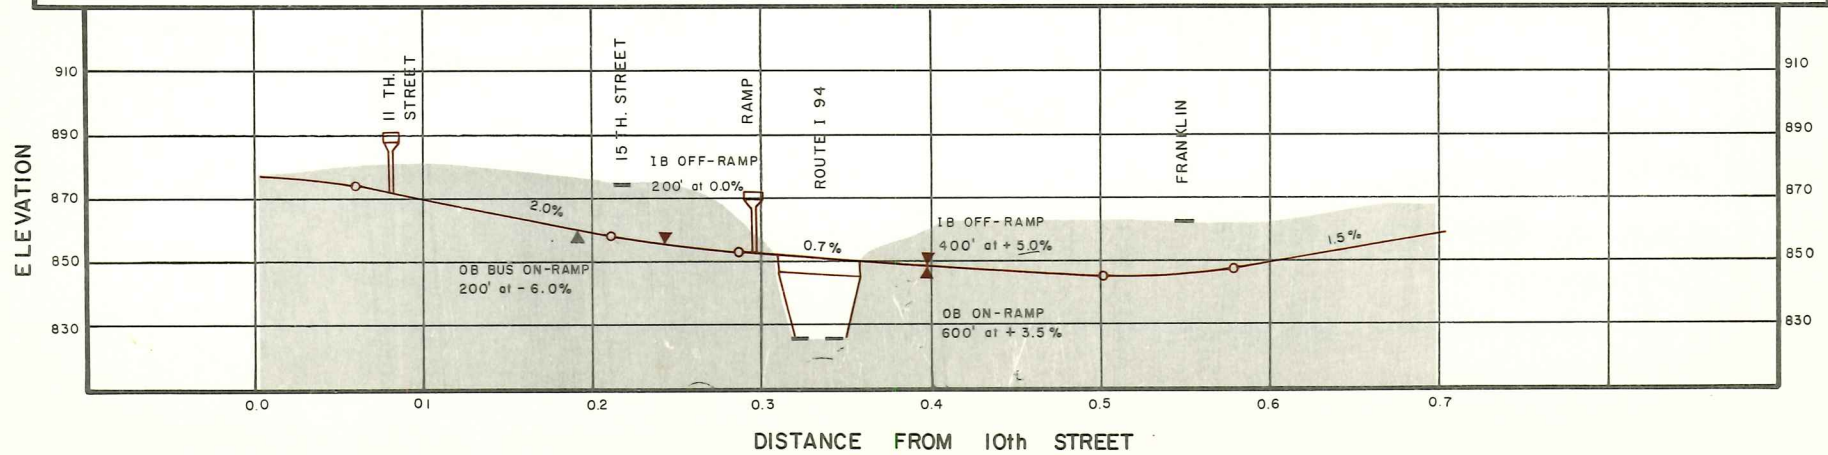 ELEVATION
910
890
870
850
830
910
890
870
850
830
11 TH.
STREET
15 TH. STREET
RAMP
ROUTE I 94
FRANKLIN
IB OFF-RAMP
200' at 0.0%
2.0%
OB BUS ON-RAMP
200' at - 6.0%
0.7%
IB OFF-RAMP
400' at + 5.0%
OB ON-RAMP
600' at + 3.5%
1.5%
0.0
01
0.2
0.3
0.4
0.5
0.6
0.7
DISTANCE FROM 10th STREET